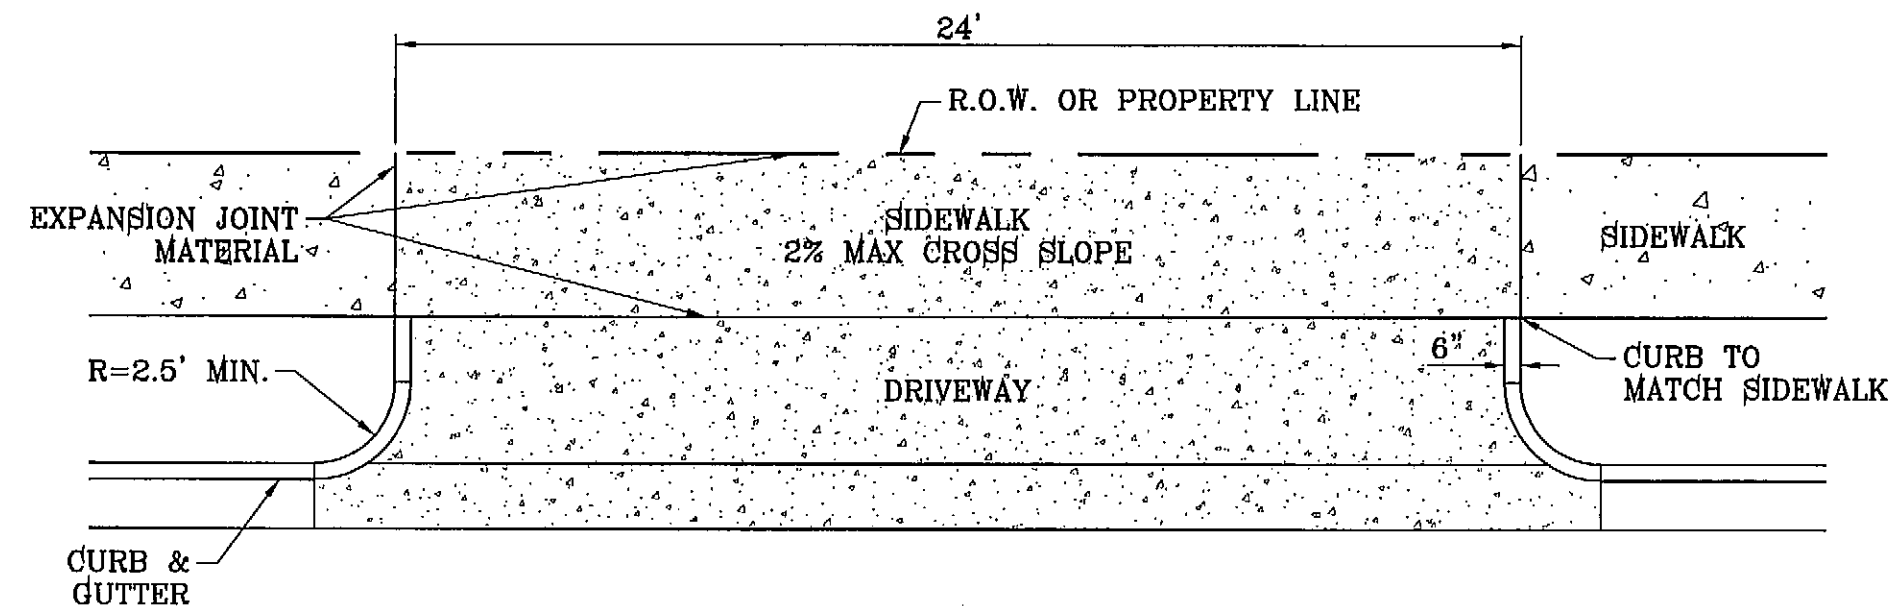 24'
R.O.W. OR PROPERTY LINE
EXPANSION JOINT
MATERIAL
SIDEWALK
2% MAX CROSS SLOPE
SIDEWALK
R=2.5' MIN.
DRIVEWAY
6"
CURB TO
MATCH SIDEWALK
CURB &
GUTTER